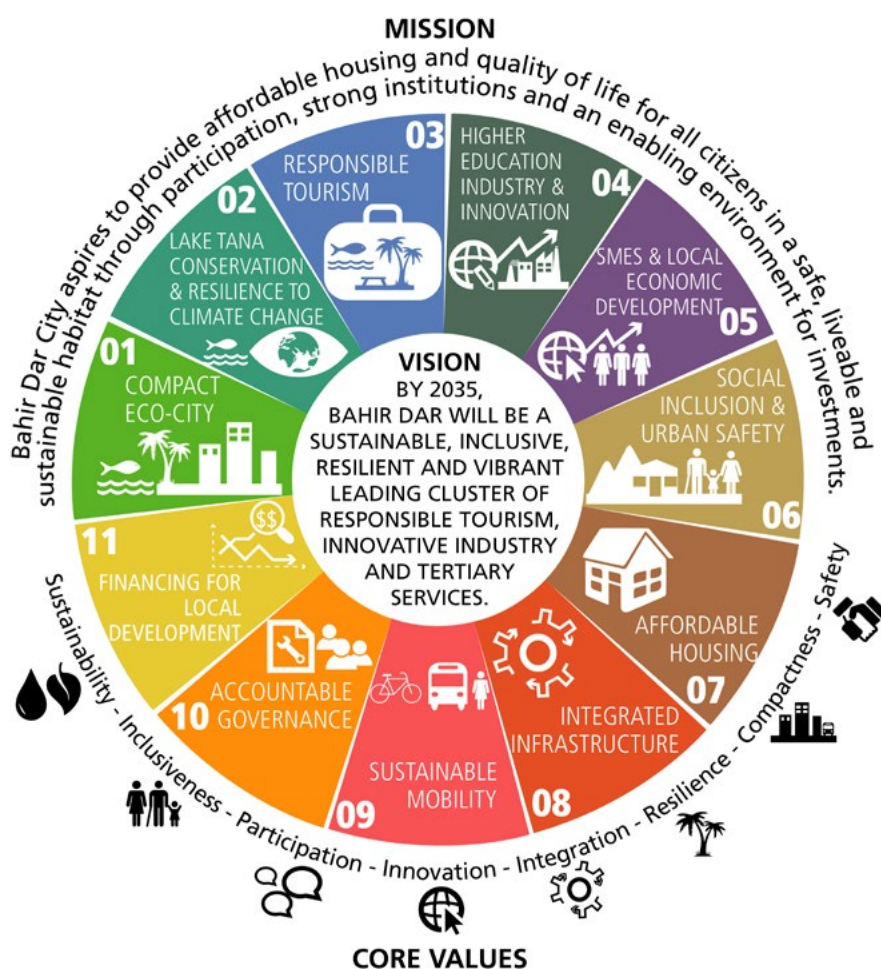 MISSION
Bahir Dar City aspires to provide affordable housing and quality of life for all citizens in a safe, liveable and
sustainable habitat through participation, strong institutions and an enabling environment for investments.
01
COMPACT
ECO-CITY
02
LAKE TANA
CONSERVATION
& RESILIENCE TO
CLIMATE CHANGE
03
RESPONSIBLE
TOURISM
04
HIGHER
EDUCATION
INDUSTRY &
INNOVATION
05
SMES & LOCAL
ECONOMIC
DEVELOPMENT
06
SOCIAL
INCLUSION &
URBAN SAFETY
07
AFFORDABLE
HOUSING
08
INTEGRATED
INFRASTRUCTURE
09
SUSTAINABLE
MOBILITY
10
ACCOUNTABLE
GOVERNANCE
11
$$
FINANCING FOR
LOCAL
DEVELOPMENT
VISION
BY 2035,
BAHIR DAR WILL BE A
SUSTAINABLE, INCLUSIVE,
RESILIENT AND VIBRANT
LEADING CLUSTER OF
RESPONSIBLE TOURISM,
INNOVATIVE INDUSTRY
AND TERTIARY
SERVICES.
Sustainability - Inclusiveness - Participation - Innovation - Integration - Resilience - Compactness - Safety
CORE VALUES